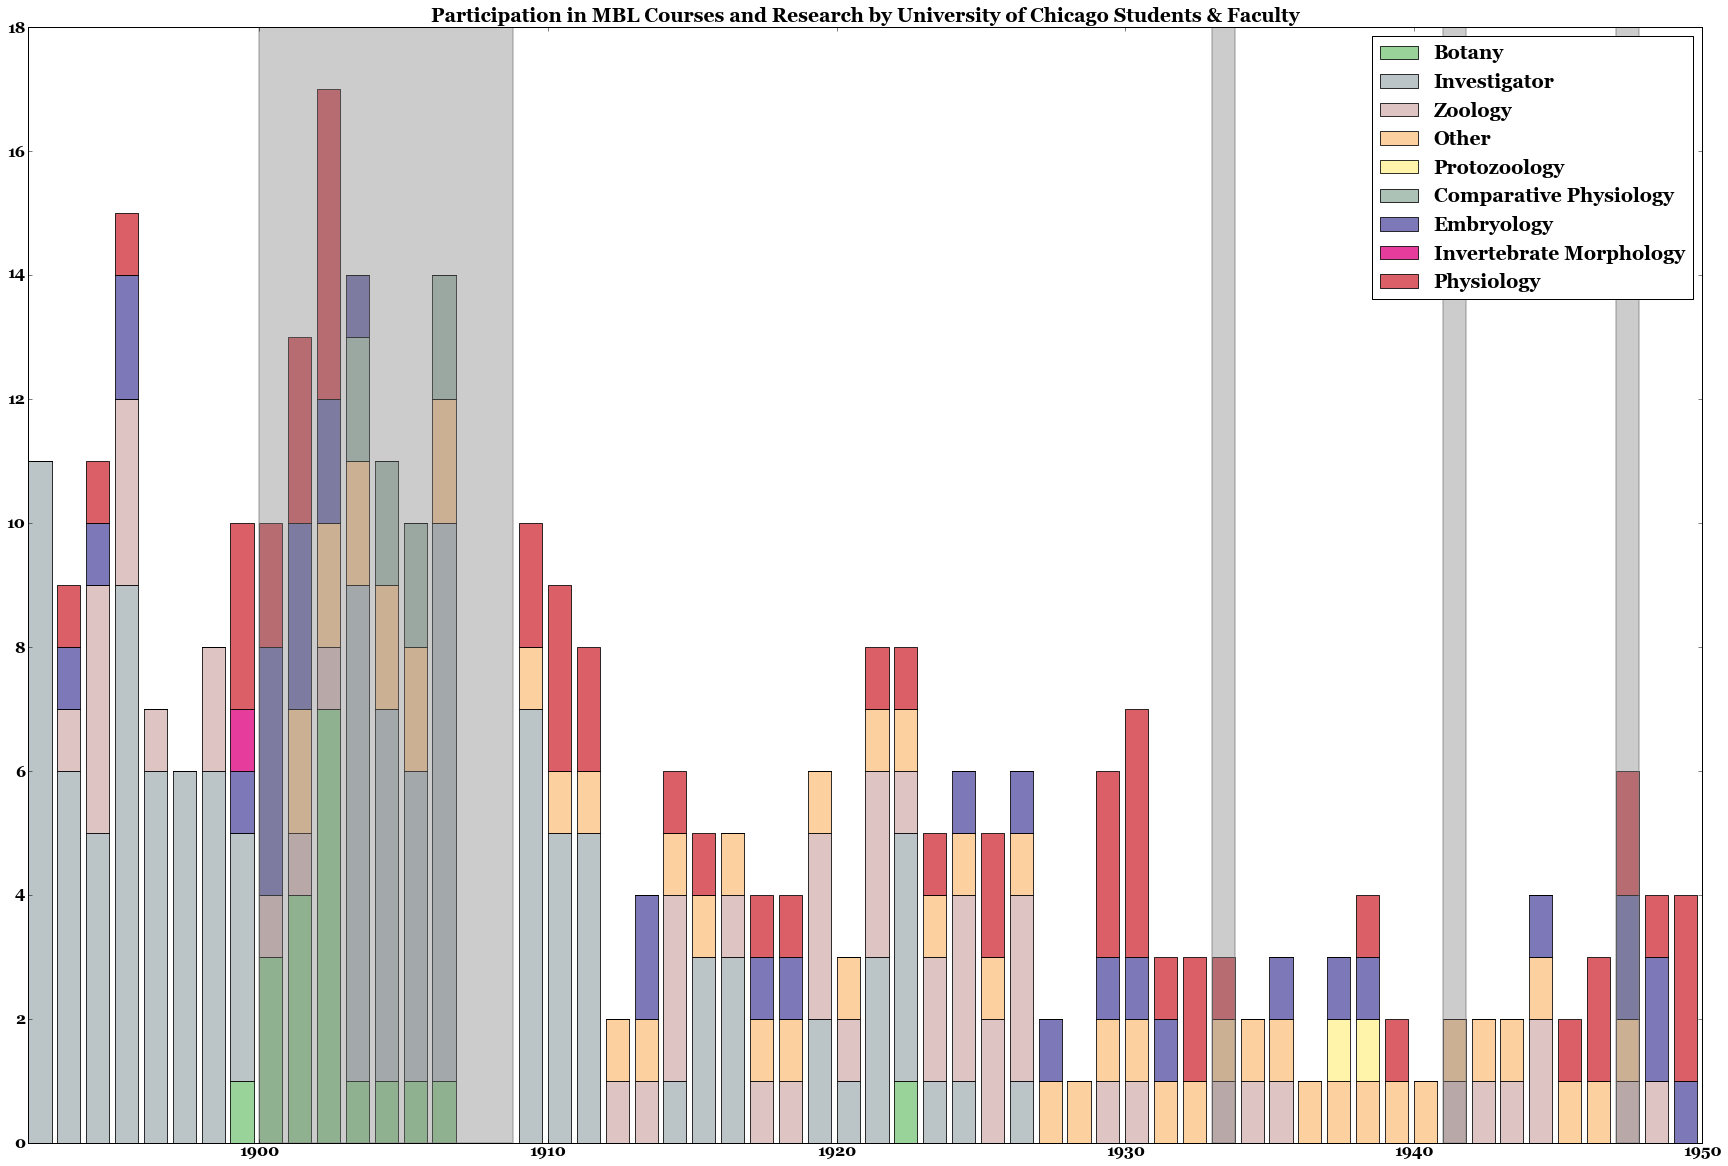 Participation in MBL Courses and Research by University of Chicago Students & Faculty
18
16
14
12
10
8
6
4
2
0
Botany
Investigator
Zoology
Other
Protozoology
Comparative Physiology
Embryology
Invertebrate Morphology
Physiology
1900 1910 1920 1930 1940 1950